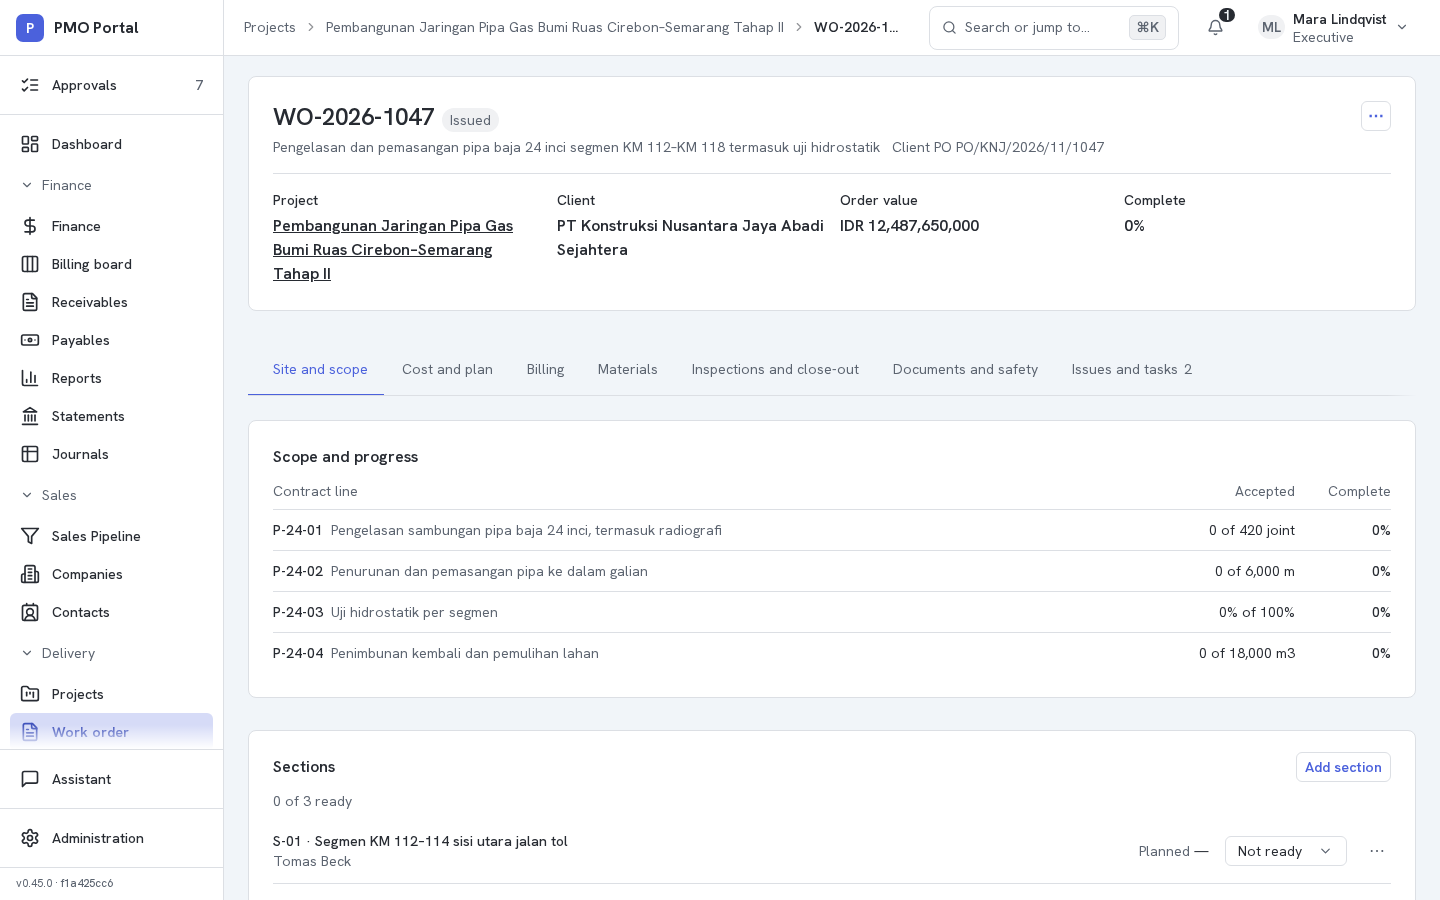 P PMO Portal
Projects > Pembangunan Jaringan Pipa Gas Bumi Ruas Cirebon–Semarang Tahap II > WO-2026-1...
Search or jump to... ⌘K
1
ML Mara Lindqvist
Executive
Approvals 7
Dashboard
Finance
Finance
Billing board
Receivables
Payables
Reports
Statements
Journals
Sales
Sales Pipeline
Companies
Contacts
Delivery
Projects
Work order
Assistant
Administration
v0.45.0 · f1a425cc6
WO-2026-1047 Issued
Pengelasan dan pemasangan pipa baja 24 inci segmen KM 112–KM 118 termasuk uji hidrostatik Client PO PO/KNJ/2026/11/1047
Project
Pembangunan Jaringan Pipa Gas
Bumi Ruas Cirebon–Semarang
Tahap II
Client
PT Konstruksi Nusantara Jaya Abadi
Sejahtera
Order value
IDR 12,487,650,000
Complete
0%
Site and scope Cost and plan Billing Materials Inspections and close-out Documents and safety Issues and tasks 2
Scope and progress
Contract line Accepted Complete
P-24-01 Pengelasan sambungan pipa baja 24 inci, termasuk radiografi 0 of 420 joint 0%
P-24-02 Penurunan dan pemasangan pipa ke dalam galian 0 of 6,000 m 0%
P-24-03 Uji hidrostatik per segmen 0% of 100% 0%
P-24-04 Penimbunan kembali dan pemulihan lahan 0 of 18,000 m3 0%
Sections Add section
0 of 3 ready
S-01 · Segmen KM 112–114 sisi utara jalan tol
Tomas Beck
Planned — Not ready